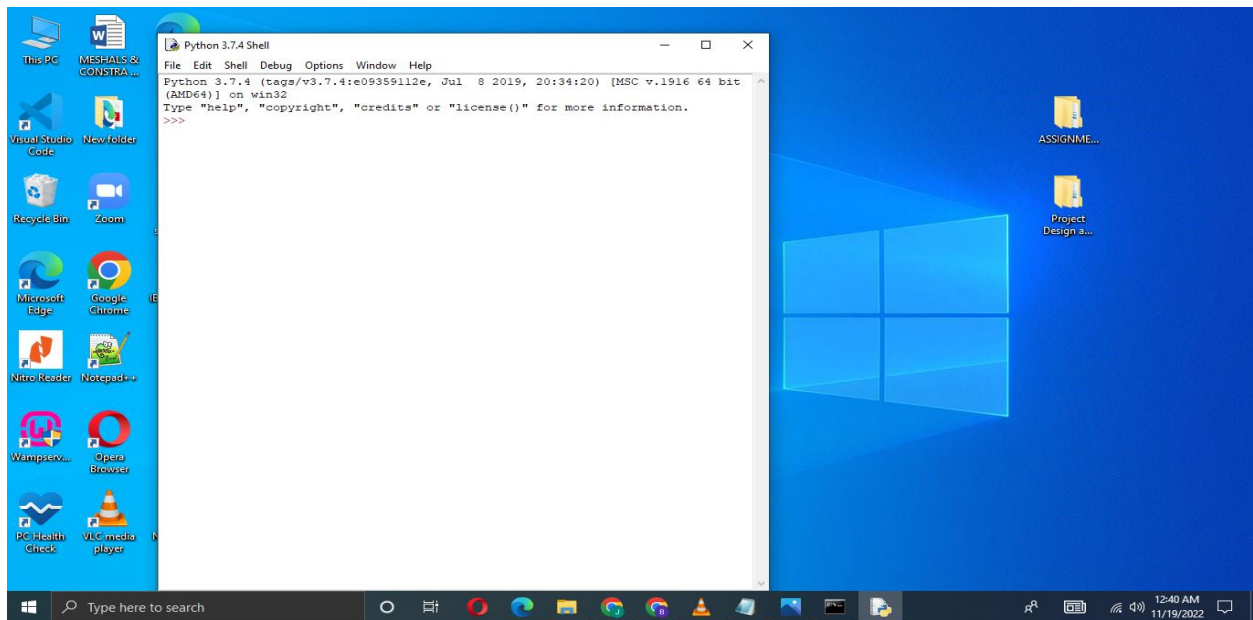 This PC
MESHALS &
CONSTRA ...
Visual Studio
Code
New folder
Recycle Bin
Zoom
Microsoft
Edge
Google
Chrome
Nitro Reader
Notepad++
Wampserv...
Opera
Browser
PC Health
Check
VLC media
player
Python 3.7.4 Shell
File Edit Shell Debug Options Window Help
Python 3.7.4 (tags/v3.7.4:e09359112e, Jul 8 2019, 20:34:20) [MSC v.1916 64 bit
(AMD64)] on win32
Type "help", "copyright", "credits" or "license()" for more information.
>>>
ASSIGNME...
Project
Design a...
Type here to search
12:40 AM
11/19/2022